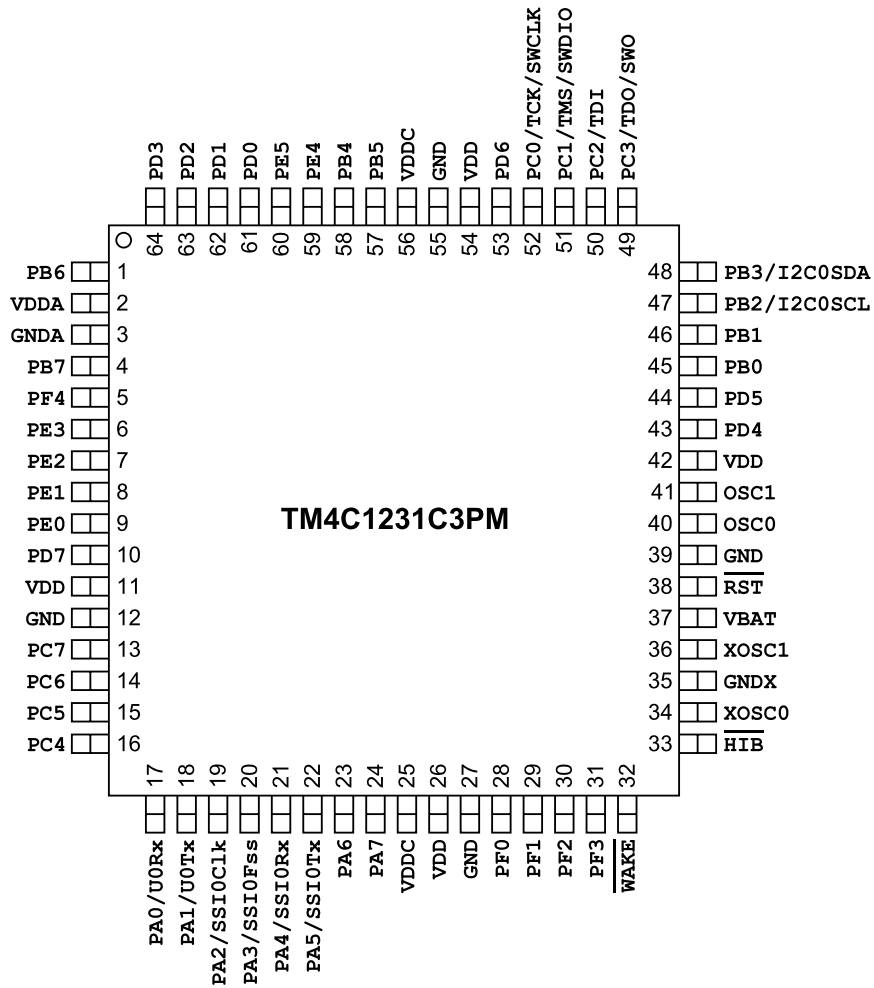 PD3
PD2
PD1
PD0
PE5
PE4
PB4
PB5
VDDC
GND
VDD
PD6
PC0/TCK/SWCLK
PC1/TMS/SWDIO
PC2/TDI
PC3/TDO/SWO
64
63
62
61
60
59
58
57
56
55
54
53
52
51
50
49
PB6 1
VDDA 2
GNDA 3
PB7 4
PF4 5
PE3 6
PE2 7
PE1 8
PE0 9
PD7 10
VDD 11
GND 12
PC7 13
PC6 14
PC5 15
PC4 16
TM4C1231C3PM
48 PB3/I2C0SDA
47 PB2/I2C0SCL
46 PB1
45 PB0
44 PD5
43 PD4
42 VDD
41 OSC1
40 OSC0
39 GND
38 RST
37 VBAT
36 XOSC1
35 GNDX
34 XOSC0
33 HIB
17
18
19
20
21
22
23
24
25
26
27
28
29
30
31
32
PA0/U0Rx
PA1/U0Tx
PA2/SSI0Clk
PA3/SSI0Fss
PA4/SSI0Rx
PA5/SSI0Tx
PA6
PA7
VDDC
VDD
GND
PF0
PF1
PF2
PF3
WAKE